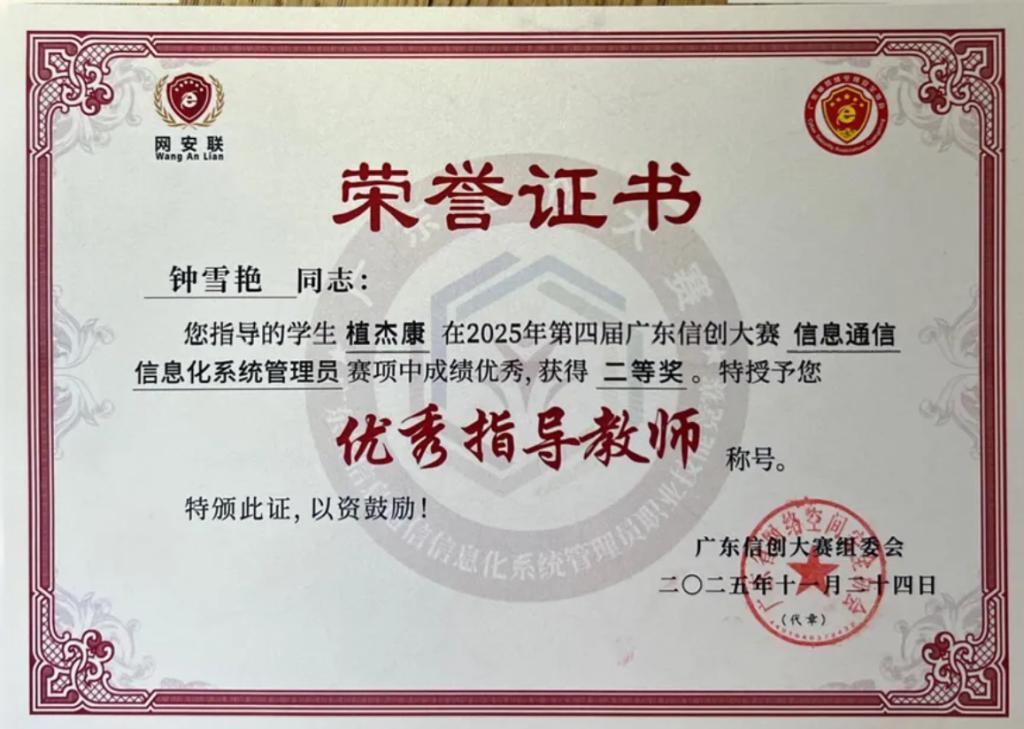 网安联
Wang An Lian
荣誉证书
钟雪艳 同志：
您指导的学生 植杰康 在2025年第四届广东信创大赛 信息通信
信息化系统管理员 赛项中成绩优秀, 获得 二等奖 。特授予您
优秀指导教师 称号。
特颁此证, 以资鼓励！
广东信创大赛组委会
二〇二五年十一月二十四日
（代章）